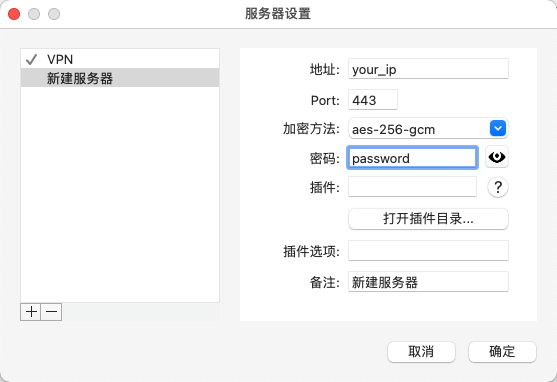 服务器设置
VPN
新建服务器
地址: your_ip
Port: 443
加密方法: aes-256-gcm
密码: password
插件: ?
打开插件目录...
插件选项:
备注: 新建服务器
取消 确定